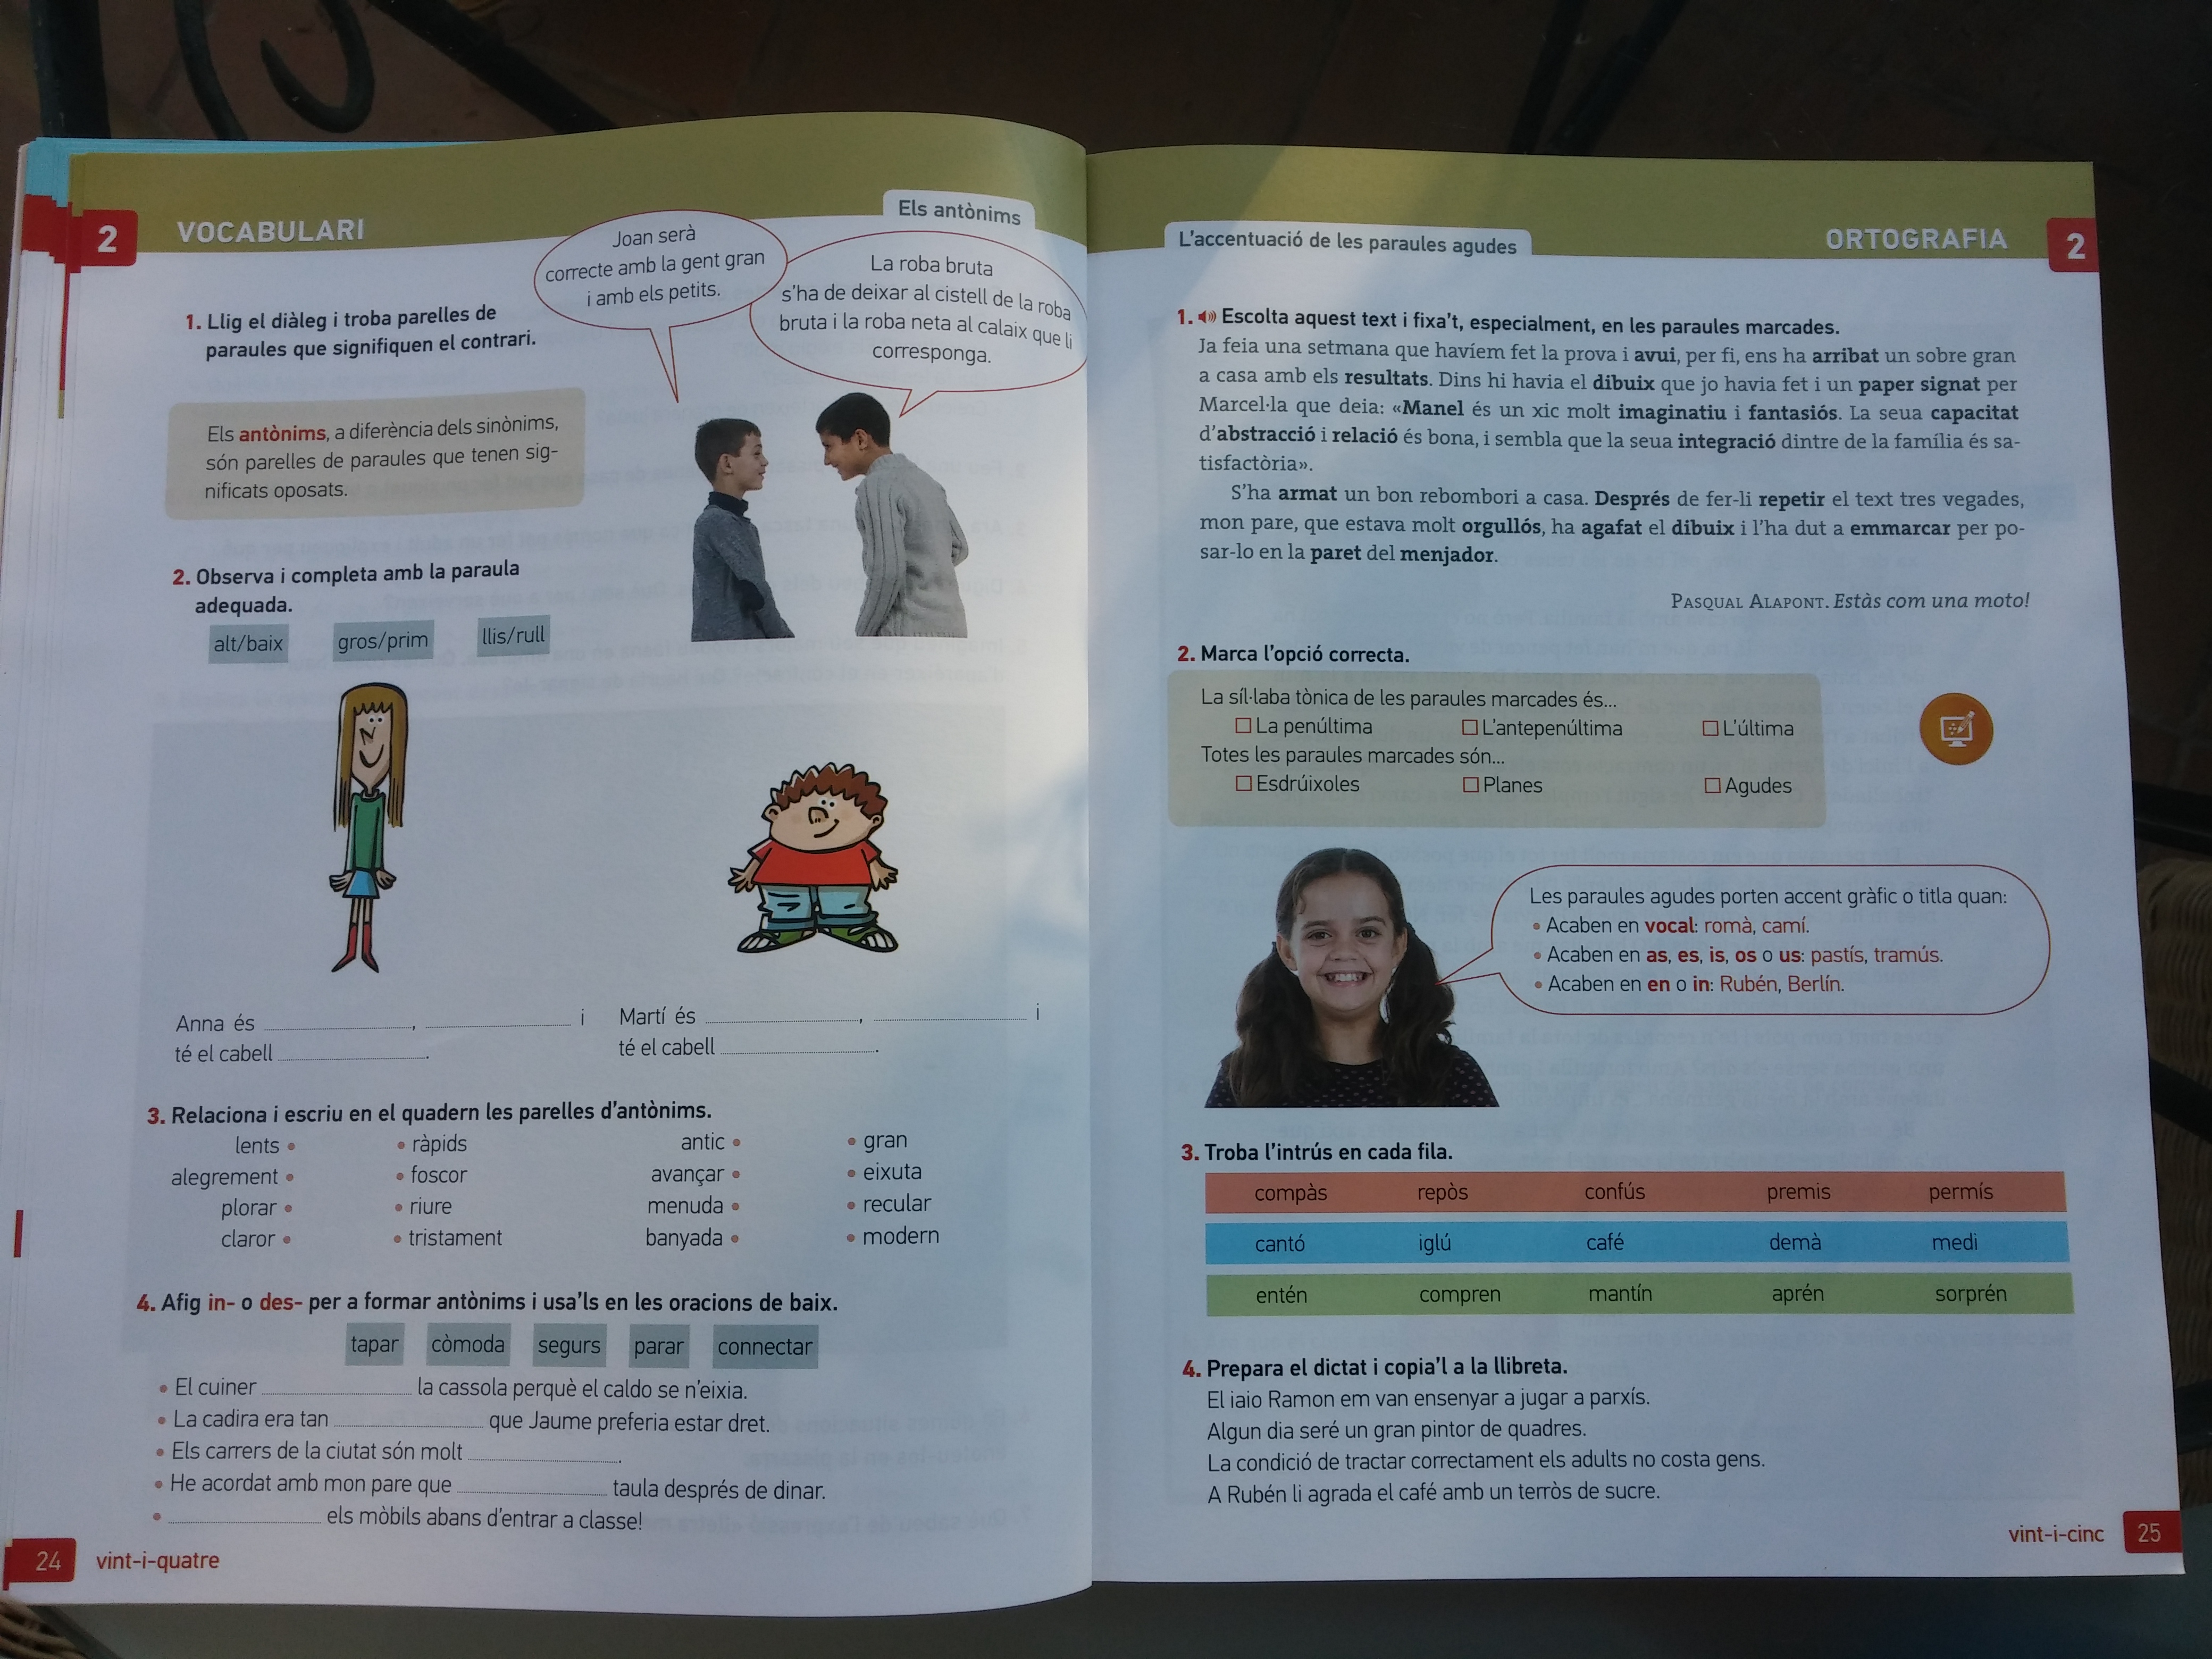 2
VOCABULARI
Els antònims
Joan serà
correcte amb la gent gran
i amb els petits.
La roba bruta
s'ha de deixar al cistell de la roba
bruta i la roba neta al calaix que li
corresponga.
1. Llig el diàleg i troba parelles de
paraules que signifiquen el contrari.
Els antònims, a diferència dels sinònims,
són parelles de paraules que tenen sig-
nificats oposats.
2. Observa i completa amb la paraula
adequada.
alt/baix gros/prim llis/rull
Anna és , i
té el cabell .
Martí és , i
té el cabell .
3. Relaciona i escriu en el quadern les parelles d'antònims.
lents • • ràpids antic • • gran
alegrement • • foscor avançar • • eixuta
plorar • • riure menuda • • recular
claror • • tristament banyada • • modern
4. Afig in- o des- per a formar antònims i usa'ls en les oracions de baix.
tapar còmoda segurs parar connectar
• El cuiner la cassola perquè el caldo se n'eixia.
• La cadira era tan que Jaume preferia estar dret.
• Els carrers de la ciutat són molt .
• He acordat amb mon pare que taula després de dinar.
• els mòbils abans d'entrar a classe!
24 vint-i-quatre
L'accentuació de les paraules agudes
ORTOGRAFIA
2
1. Escolta aquest text i fixa't, especialment, en les paraules marcades.
Ja feia una setmana que havíem fet la prova i avui, per fi, ens ha arribat un sobre gran
a casa amb els resultats. Dins hi havia el dibuix que jo havia fet i un paper signat per
Marcel·la que deia: «Manel és un xic molt imaginatiu i fantasiós. La seua capacitat
d'abstracció i relació és bona, i sembla que la seua integració dintre de la família és sa-
tisfactòria».
S'ha armat un bon rebombori a casa. Després de fer-li repetir el text tres vegades,
mon pare, que estava molt orgullós, ha agafat el dibuix i l'ha dut a emmarcar per po-
sar-lo en la paret del menjador.
PASQUAL ALAPONT. Estàs com una moto!
2. Marca l'opció correcta.
La síl·laba tònica de les paraules marcades és...
□ La penúltima □ L'antepenúltima □ L'última
Totes les paraules marcades són...
□ Esdrúixoles □ Planes □ Agudes
Les paraules agudes porten accent gràfic o titla quan:
• Acaben en vocal: romà, camí.
• Acaben en as, es, is, os o us: pastís, tramús.
• Acaben en en o in: Rubén, Berlín.
3. Troba l'intrús en cada fila.
compàs repòs confús premis permís
cantó iglú café demà medi
entén compren mantín aprén sorprén
4. Prepara el dictat i copia'l a la llibreta.
El iaio Ramon em van ensenyar a jugar a parxís.
Algun dia seré un gran pintor de quadres.
La condició de tractar correctament els adults no costa gens.
A Rubén li agrada el café amb un terròs de sucre.
vint-i-cinc 25